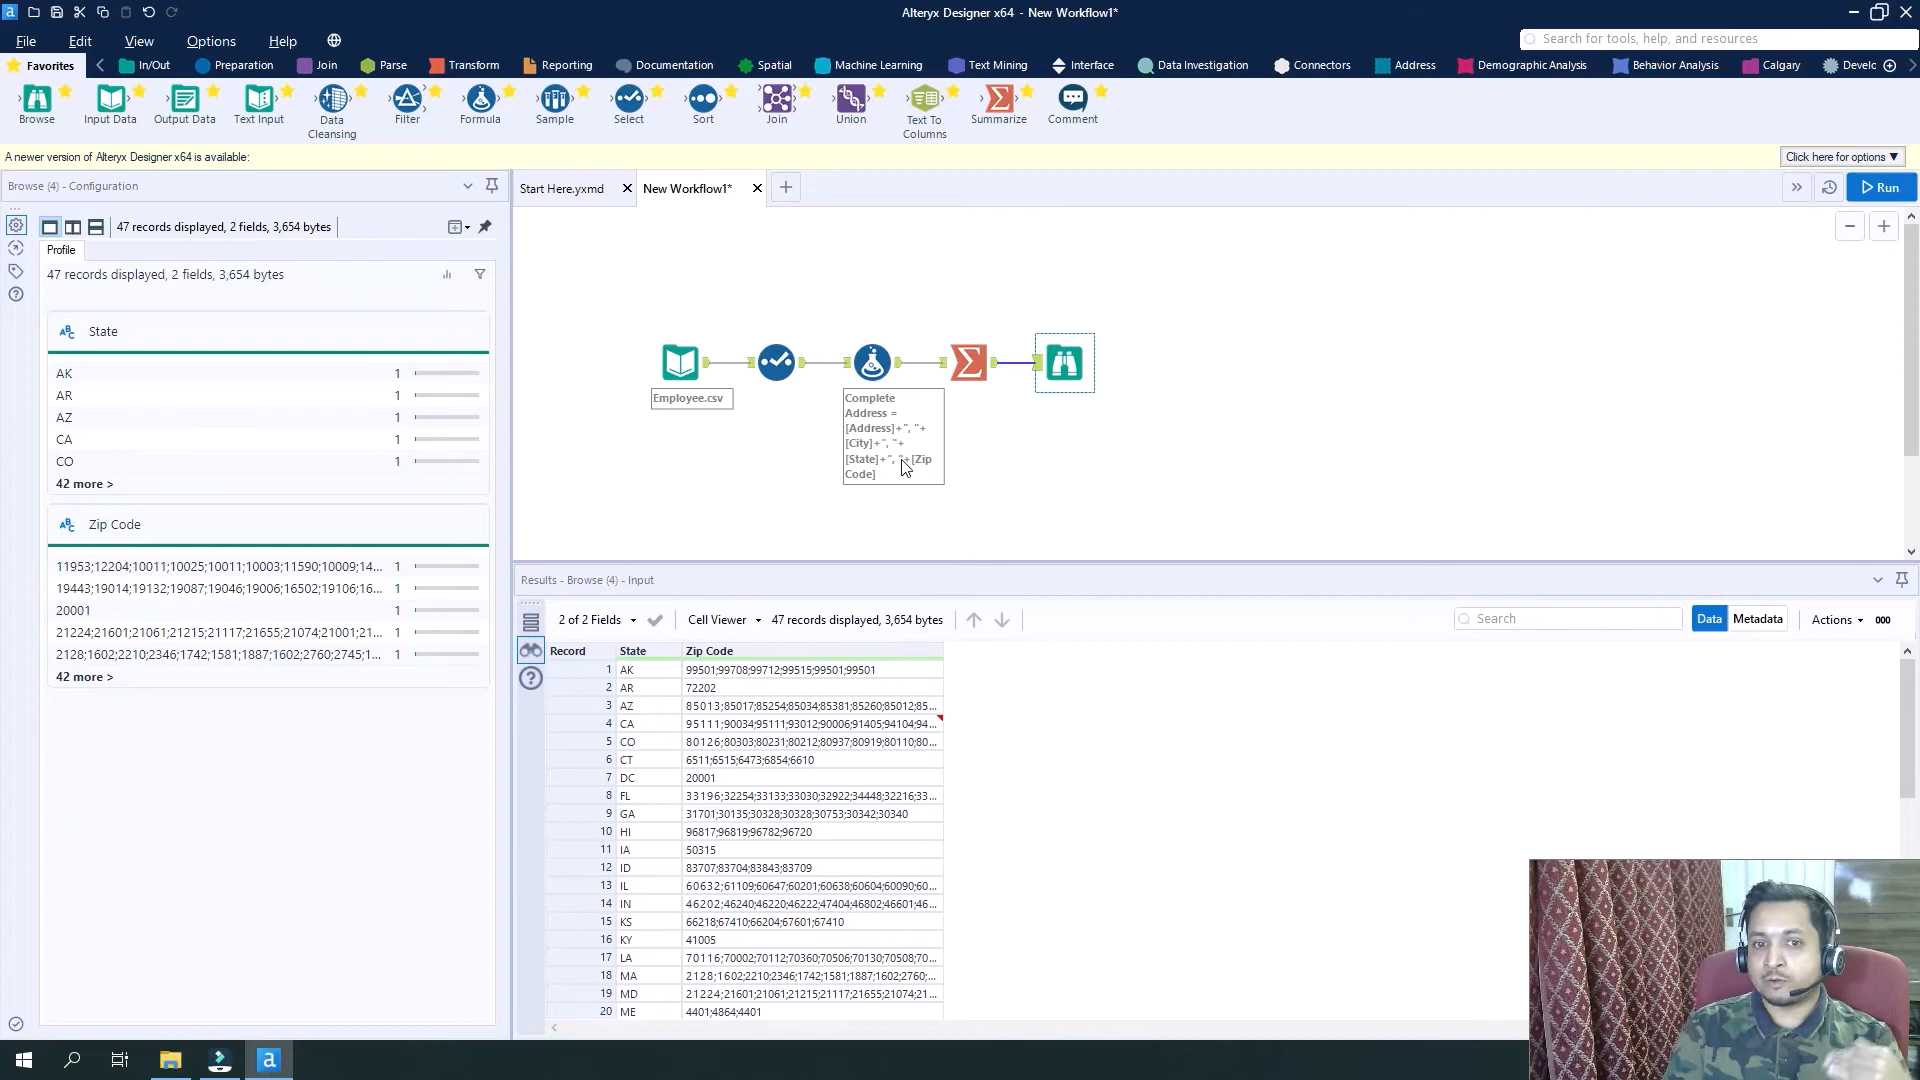 Alteryx Designer x64 - New Workflow1*
File Edit View Options Help
Search for tools, help, and resources
Favorites In/Out Preparation Join Parse Transform Reporting Documentation Spatial Machine Learning Text Mining Interface Data Investigation Connectors Address Demographic Analysis Behavior Analysis Calgary Develo
Browse Input Data Output Data Text Input Data Cleansing Filter Formula Sample Select Sort Join Union Text To Columns Summarize Comment
A newer version of Alteryx Designer x64 is available:
Click here for options ▼
Browse (4) - Configuration
Start Here.yxmd
New Workflow1*
Run
47 records displayed, 2 fields, 3,654 bytes
Profile
47 records displayed, 2 fields, 3,654 bytes
State
AK 1
AR 1
AZ 1
CA 1
CO 1
42 more >
Zip Code
11953;12204;10011;10025;10011;10003;11590;10009;14... 1
19443;19014;19132;19087;19046;19006;16502;19106;16... 1
20001 1
21224;21601;21061;21215;21117;21655;21074;21001;21... 1
2128;1602;2210;2346;1742;1581;1887;1602;2760;2745;1... 1
42 more >
Employee.csv
Complete
Address =
[Address]+", "+
[City]+", "+
[State]+", "+[Zip
Code]
Results - Browse (4) - Input
2 of 2 Fields Cell Viewer 47 records displayed, 3,654 bytes
Search
Data Metadata Actions 000
Record State Zip Code
1 AK 99501;99708;99712;99515;99501;99501
2 AR 72202
3 AZ 85013;85017;85254;85034;85381;85260;85012;85...
4 CA 95111;90034;95111;93012;90006;91405;94104;94...
5 CO 80126;80303;80231;80212;80937;80919;80110;80...
6 CT 6511;6515;6473;6854;6610
7 DC 20001
8 FL 33196;32254;33133;33030;32922;34448;32216;33...
9 GA 31701;30135;30328;30328;30753;30342;30340
10 HI 96817;96819;96782;96720
11 IA 50315
12 ID 83707;83704;83843;83709
13 IL 60632;61109;60647;60201;60638;60604;60090;60...
14 IN 46202;46240;46220;46222;47404;46802;46601;46...
15 KS 66218;67410;66204;67601;67410
16 KY 41005
17 LA 70116;70002;70112;70360;70506;70130;70508;70...
18 MA 2128;1602;2210;2346;1742;1581;1887;1602;2760;...
19 MD 21224;21601;21061;21215;21117;21655;21074;21...
20 ME 4401;4864;4401